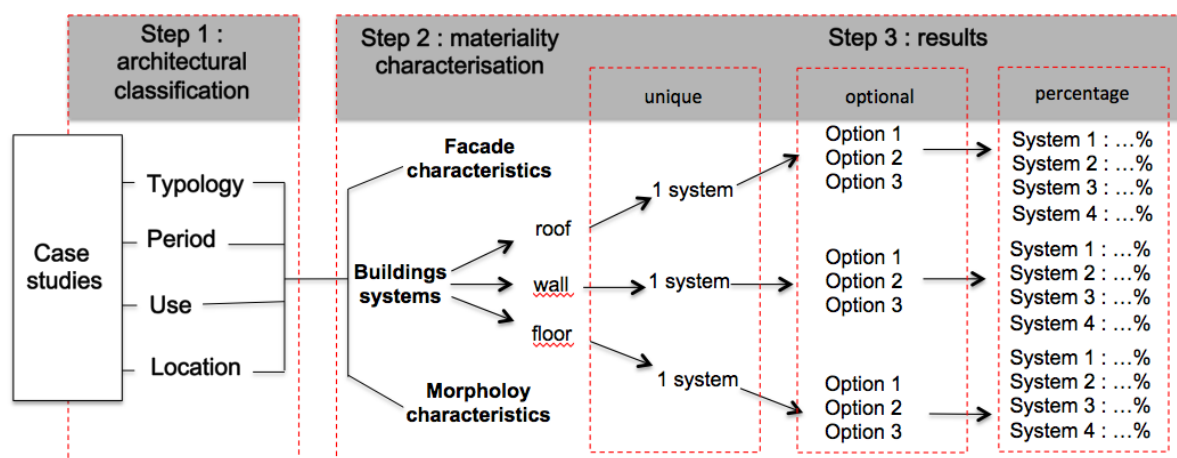 Step 1 :
architectural
classification
Step 2 : materiality
characterisation
Step 3 : results
unique
optional
percentage
Case
studies
Typology
Period
Use
Location
Facade
characteristics
Buildings
systems
Morpholoy
characteristics
roof
wall
floor
1 system
1 system
1 system
Option 1
Option 2
Option 3
Option 1
Option 2
Option 3
Option 1
Option 2
Option 3
System 1 : ...%
System 2 : ...%
System 3 : ...%
System 4 : ...%
System 1 : ...%
System 2 : ...%
System 3 : ...%
System 4 : ...%
System 1 : ...%
System 2 : ...%
System 3 : ...%
System 4 : ...%